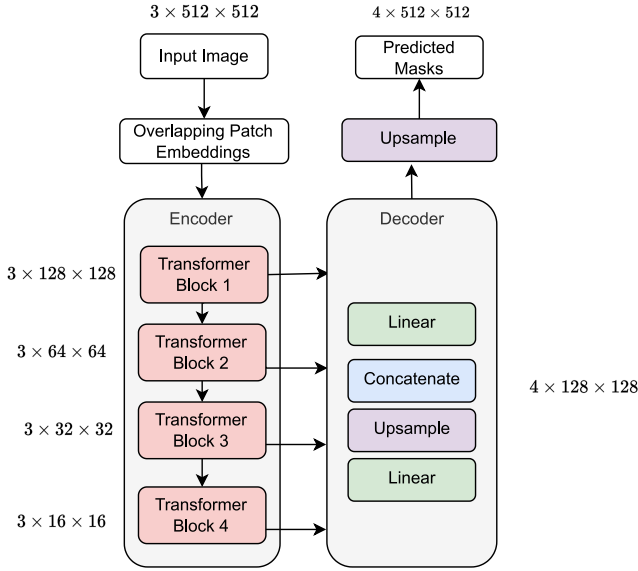 3 × 512 × 512
4 × 512 × 512
Input Image
Predicted
Masks
Overlapping Patch
Embeddings
Upsample
Encoder
Decoder
3 × 128 × 128
Transformer
Block 1
3 × 64 × 64
Transformer
Block 2
3 × 32 × 32
Transformer
Block 3
3 × 16 × 16
Transformer
Block 4
Linear
Concatenate
Upsample
Linear
4 × 128 × 128